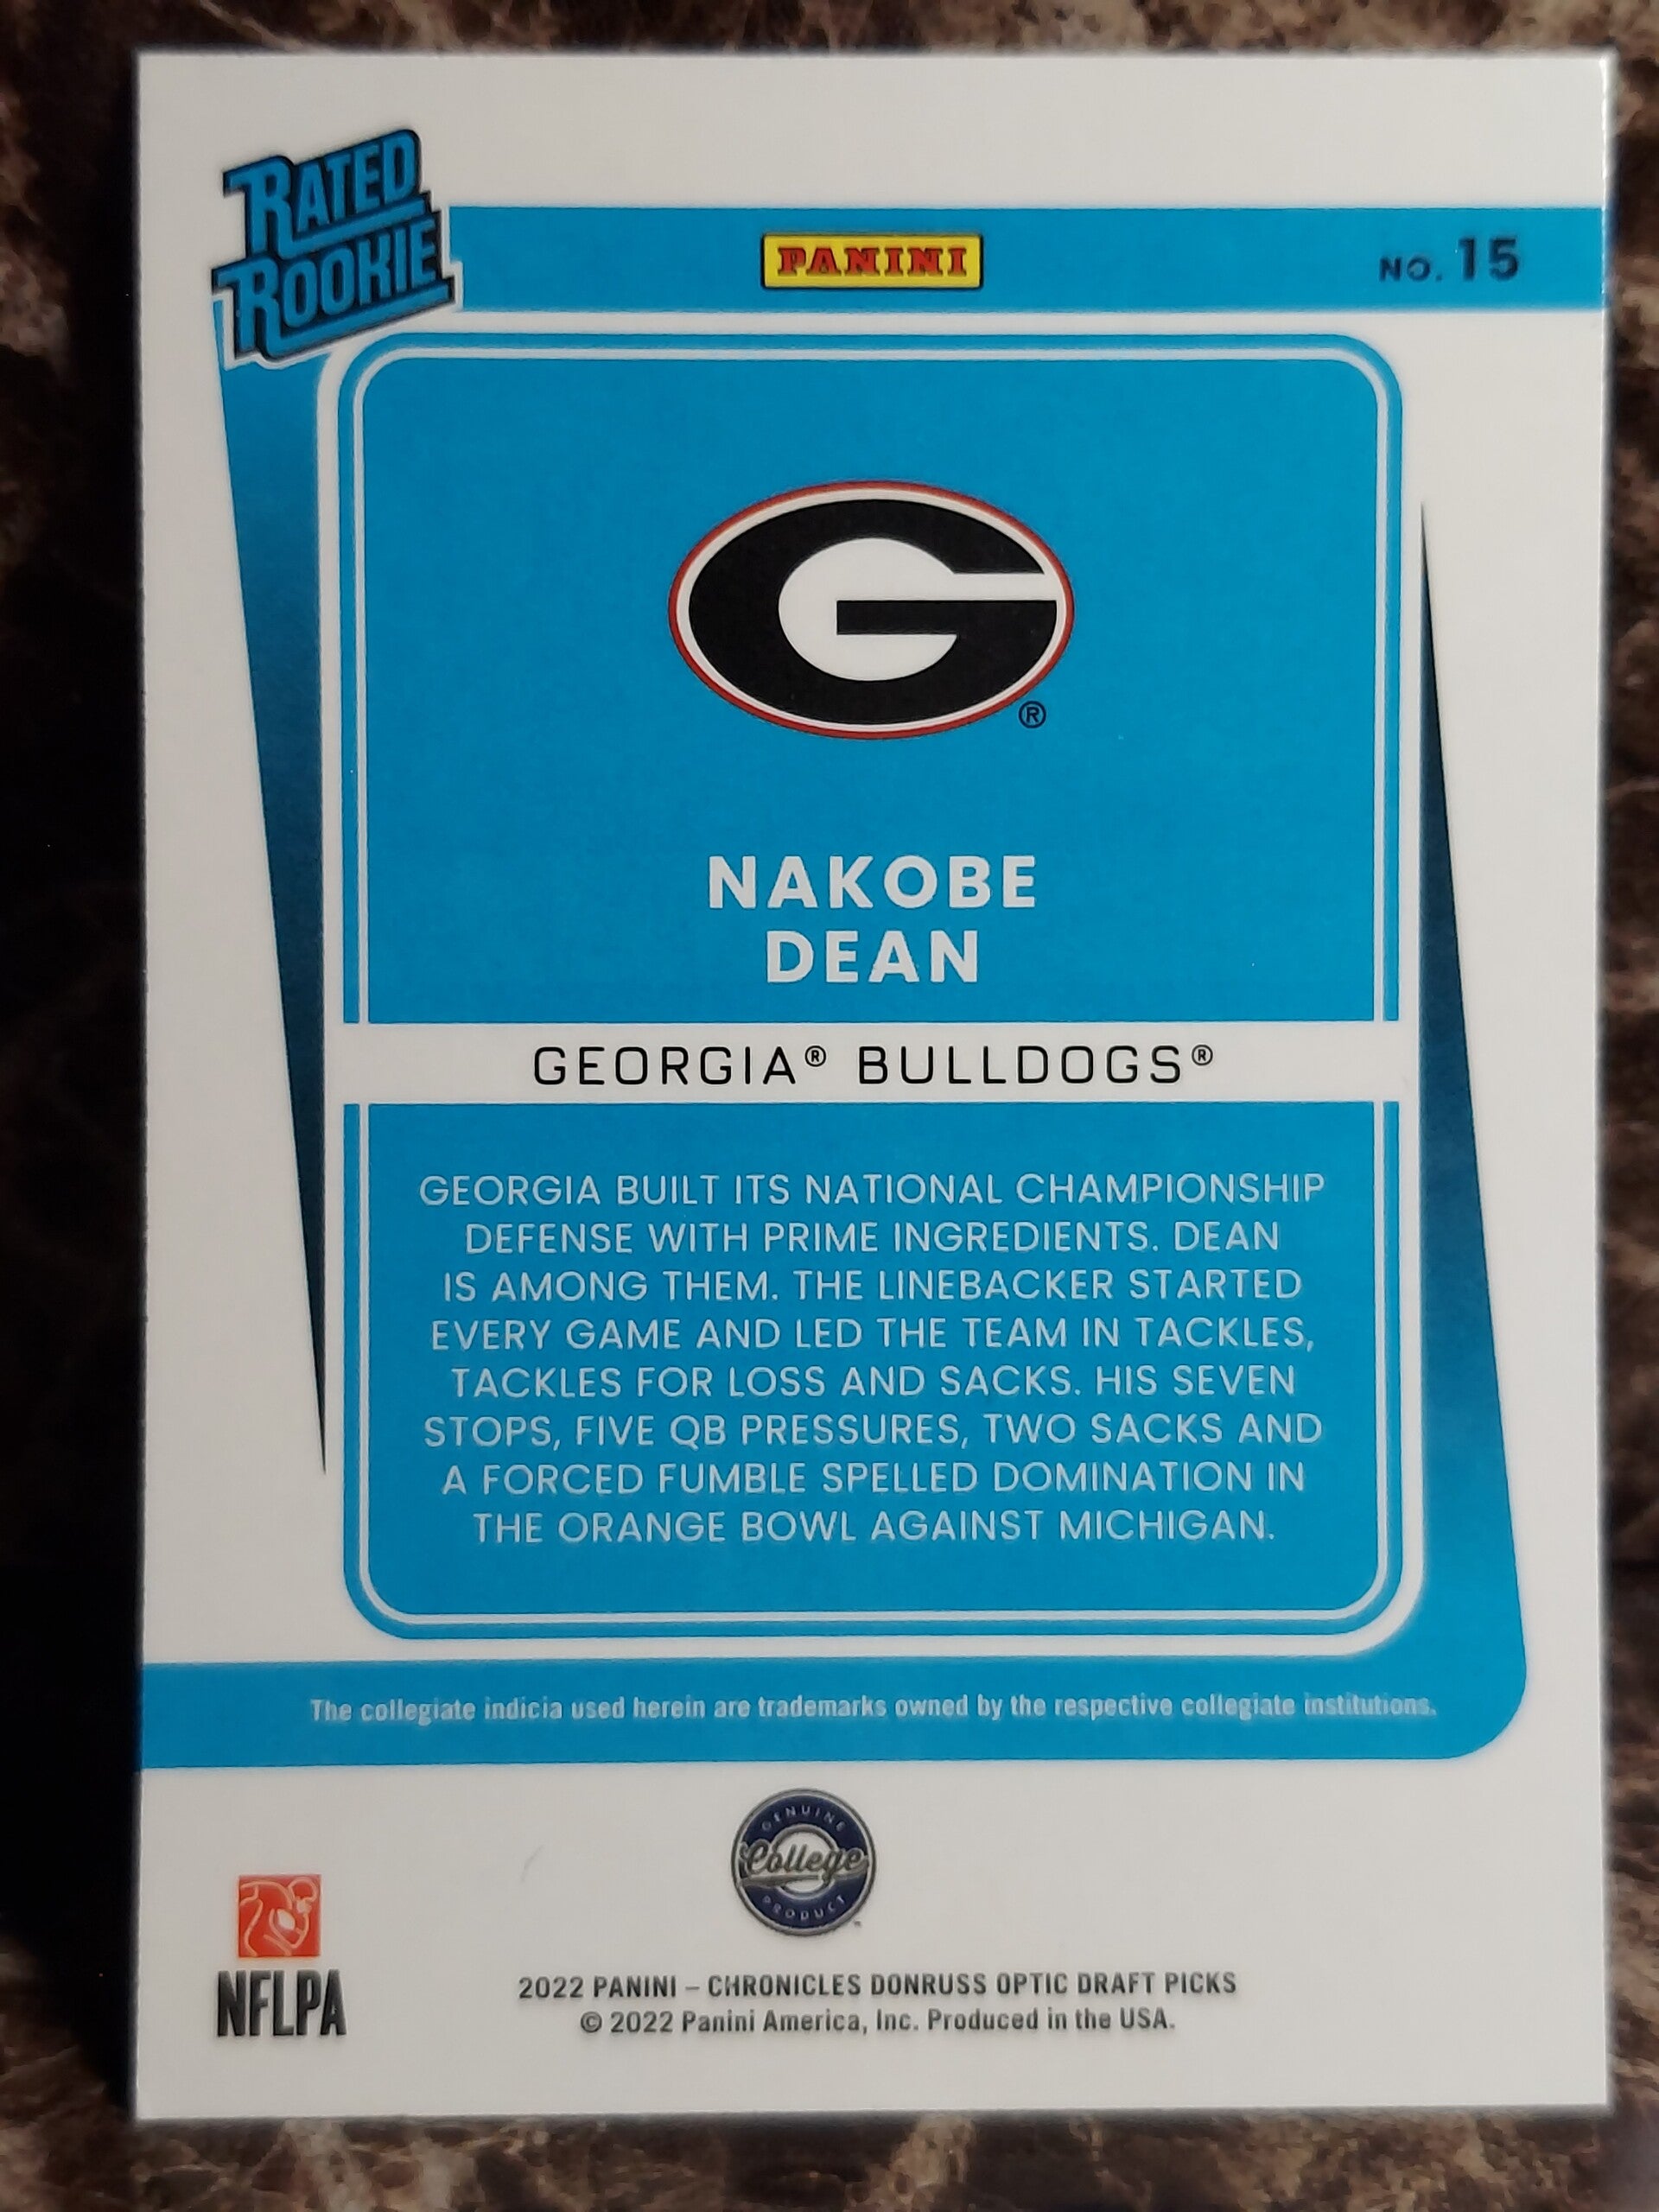 RATED
ROOKIE
PANINI
NO. 15
G®
NAKOBE
DEAN
GEORGIA® BULLDOGS®
GEORGIA BUILT ITS NATIONAL CHAMPIONSHIP
DEFENSE WITH PRIME INGREDIENTS. DEAN
IS AMONG THEM. THE LINEBACKER STARTED
EVERY GAME AND LED THE TEAM IN TACKLES,
TACKLES FOR LOSS AND SACKS. HIS SEVEN
STOPS, FIVE QB PRESSURES, TWO SACKS AND
A FORCED FUMBLE SPELLED DOMINATION IN
THE ORANGE BOWL AGAINST MICHIGAN.
The collegiate indicia used herein are trademarks owned by the respective collegiate institutions.
GENUINE
College
PRODUCT™
NFLPA
2022 PANINI – CHRONICLES DONRUSS OPTIC DRAFT PICKS
© 2022 Panini America, Inc. Produced in the USA.